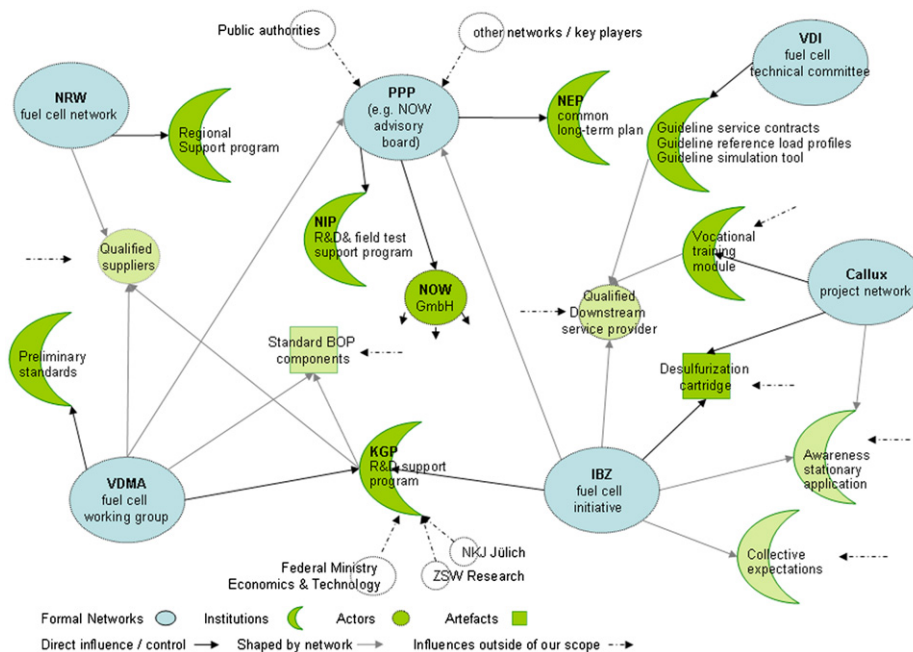 Public authorities
other networks / key players
VDI
fuel cell
technical committee
NRW
fuel cell network
PPP
(e.g. NOW
advisory
board)
NEP
common
long-term plan
Regional
Support program
Guideline service contracts
Guideline reference load profiles
Guideline simulation tool
NIP
R&D& field test
support program
Qualified
suppliers
Vocational
training
module
Callux
project network
NOW
GmbH
Qualified
Downstream
service provider
Standard BOP
components
Preliminary
standards
Desulfurization
cartridge
KGP
R&D support
program
VDMA
fuel cell
working group
IBZ
fuel cell
initiative
Awareness
stationary
application
NKJ Jülich
Federal Ministry
Economics & Technology
ZSW Research
Collective
expectations
Formal Networks
Institutions
Actors
Artefacts
Direct influence / control
Shaped by network
Influences outside of our scope